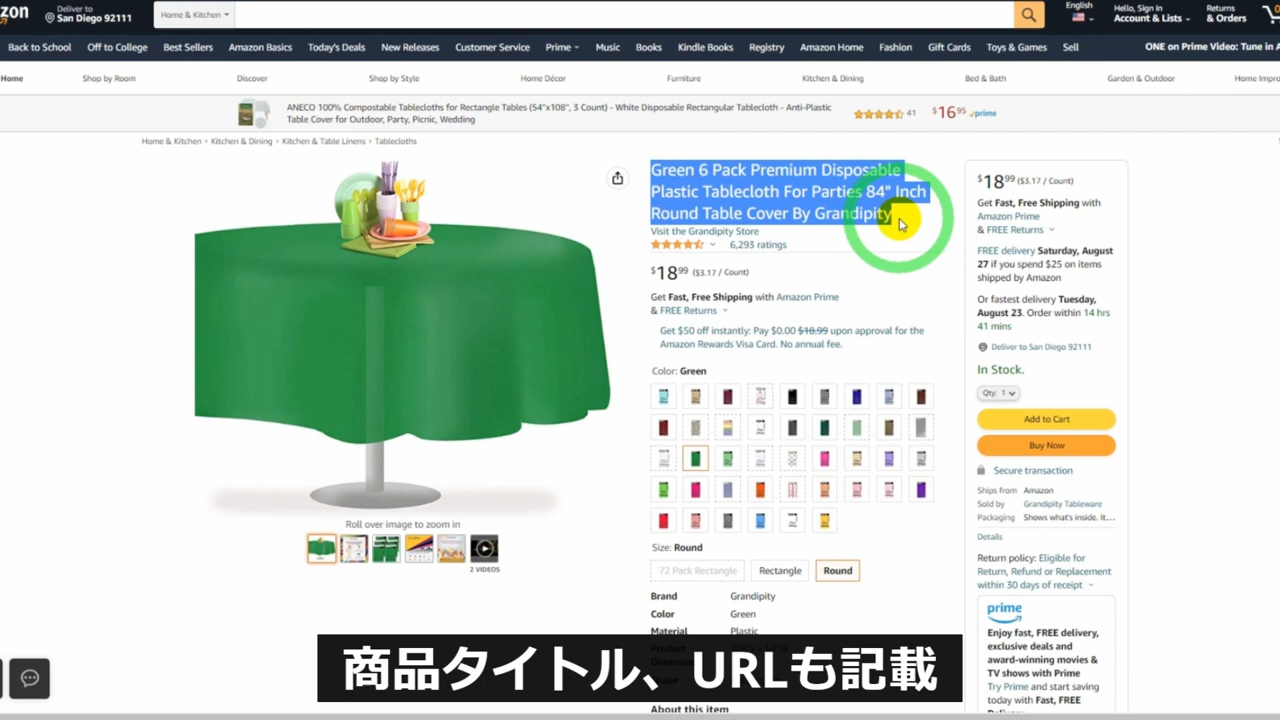 zon
Deliver to
San Diego 92111
Home & Kitchen
English
Hello, Sign in
Account & Lists
Returns
& Orders
Back to School
Off to College
Best Sellers
Amazon Basics
Today's Deals
New Releases
Customer Service
Prime
Music
Books
Kindle Books
Registry
Amazon Home
Fashion
Gift Cards
Toys & Games
Sell
ONE on Prime Video: Tune in A
Home
Shop by Room
Discover
Shop by Style
Home Décor
Furniture
Kitchen & Dining
Bed & Bath
Garden & Outdoor
Home Impro
ANECO 100% Compostable Tablecloths for Rectangle Tables (54"x108", 3 Count) - White Disposable Rectangular Tablecloth - Anti-Plastic
Table Cover for Outdoor, Party, Picnic, Wedding
41
$16 95
prime
Home & Kitchen › Kitchen & Dining › Kitchen & Table Linens › Tablecloths
Roll over image to zoom in
2 VIDEOS
Green 6 Pack Premium Disposable
Plastic Tablecloth For Parties 84" Inch
Round Table Cover By Grandipity
Visit the Grandipity Store
6,293 ratings
$18 99 ($3.17 / Count)
Get Fast, Free Shipping with Amazon Prime
& FREE Returns
Get $50 off instantly: Pay $0.00 $18.99 upon approval for the
Amazon Rewards Visa Card. No annual fee.
Color: Green
Size: Round
72 Pack Rectangle
Rectangle
Round
Brand Grandipity
Color Green
Material Plastic
About this item
$18 99 ($3.17 / Count)
Get Fast, Free Shipping with
Amazon Prime
& FREE Returns
FREE delivery Saturday, August
27 if you spend $25 on items
shipped by Amazon
Or fastest delivery Tuesday,
August 23. Order within 14 hrs
41 mins
Deliver to San Diego 92111
In Stock.
Qty: 1
Add to Cart
Buy Now
Secure transaction
Ships from Amazon
Sold by Grandipity Tableware
Packaging Shows what's inside. It...
Details
Return policy: Eligible for
Return, Refund or Replacement
within 30 days of receipt
prime
Enjoy fast, FREE delivery,
exclusive deals and
award-winning movies &
TV shows with Prime
Try Prime and start saving
today with Fast, FREE
商品タイトル、URLも記載